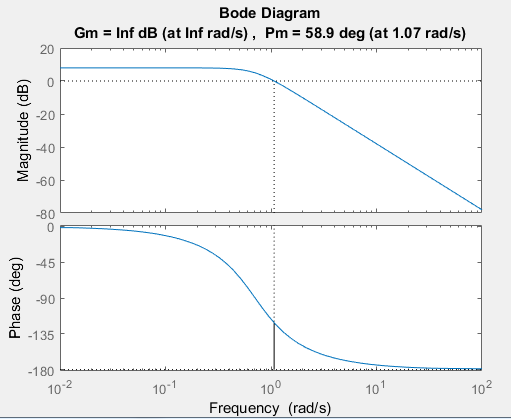 Bode Diagram
Gm = Inf dB (at Inf rad/s) ,  Pm = 58.9 deg (at 1.07 rad/s)
20
0
-20
-40
-60
-80
Magnitude (dB)
0
-45
-90
-135
-180
Phase (deg)
10^-2 10^-1 10^0 10^1 10^2
Frequency  (rad/s)